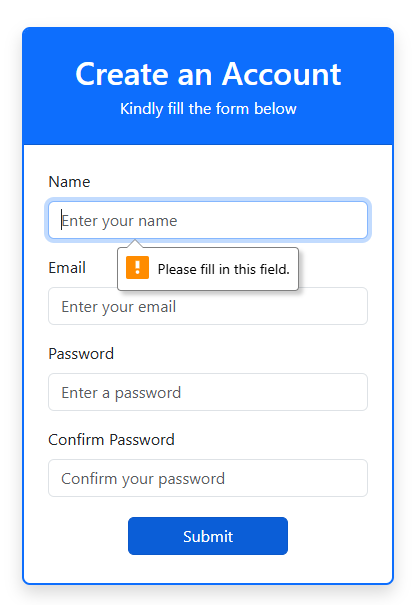 Create an Account
Kindly fill the form below
Name
Enter your name
Please fill in this field.
Email
Enter your email
Password
Enter a password
Confirm Password
Confirm your password
Submit